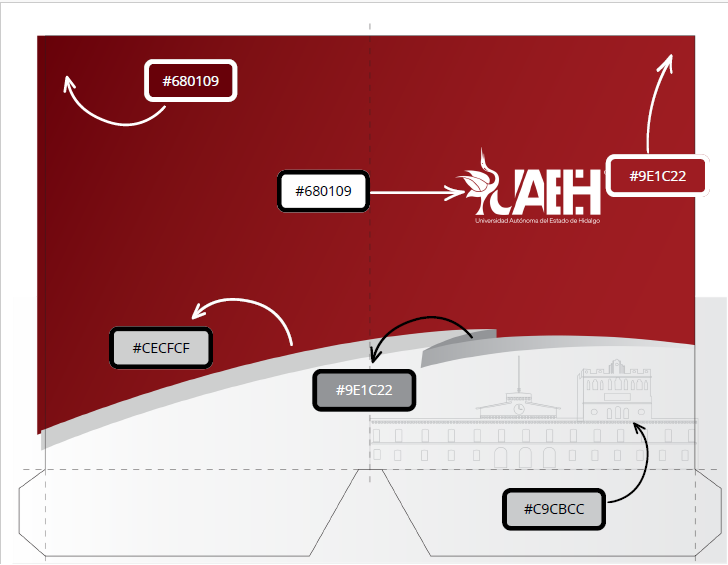 #680109
#9E1C22
#680109
UAEH
Universidad Autónoma del Estado de Hidalgo
#CECFCF
#9E1C22
#C9CBCC